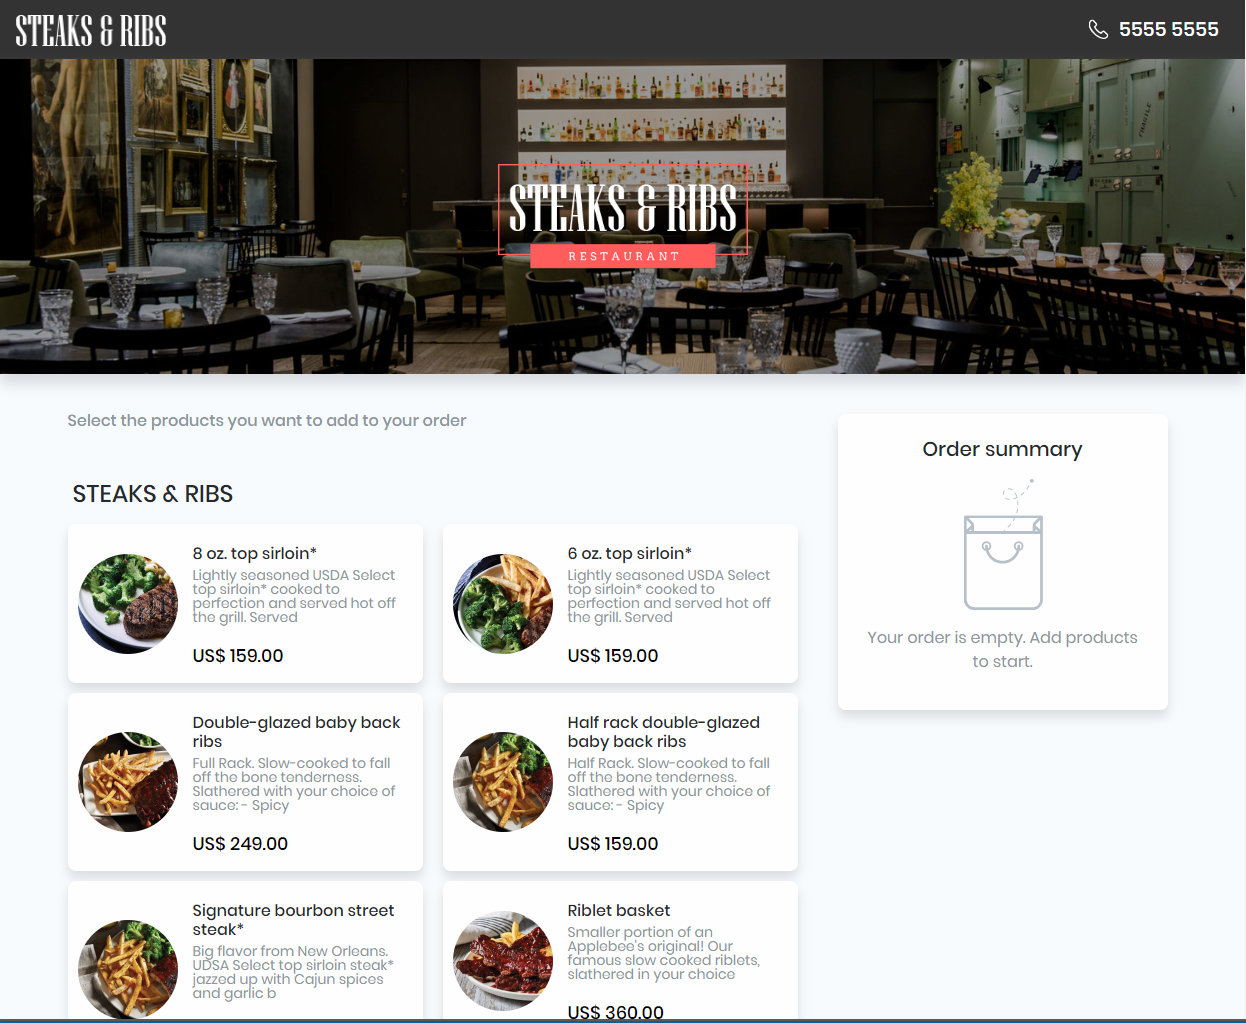 STEAKS & RIBS
5555 5555
FRAGILE
STEAKS & RIBS
RESTAURANT
Select the products you want to add to your order
Order summary
Your order is empty. Add products
to start.
STEAKS & RIBS
8 oz. top sirloin*
Lightly seasoned USDA Select
top sirloin* cooked to
perfection and served hot off
the grill. Served
US$ 159.00
6 oz. top sirloin*
Lightly seasoned USDA Select
top sirloin* cooked to
perfection and served hot off
the grill. Served
US$ 159.00
Double-glazed baby back
ribs
Full Rack. Slow-cooked to fall
off the bone tenderness.
Slathered with your choice of
sauce: - Spicy
US$ 249.00
Half rack double-glazed
baby back ribs
Half Rack. Slow-cooked to fall
off the bone tenderness.
Slathered with your choice of
sauce: - Spicy
US$ 159.00
Signature bourbon street
steak*
Big flavor from New Orleans.
UDSA Select top sirloin steak*
jazzed up with Cajun spices
and garlic b
Riblet basket
Smaller portion of an
Applebee's original! Our
famous slow cooked riblets,
slathered in your choice
US$ 360.00